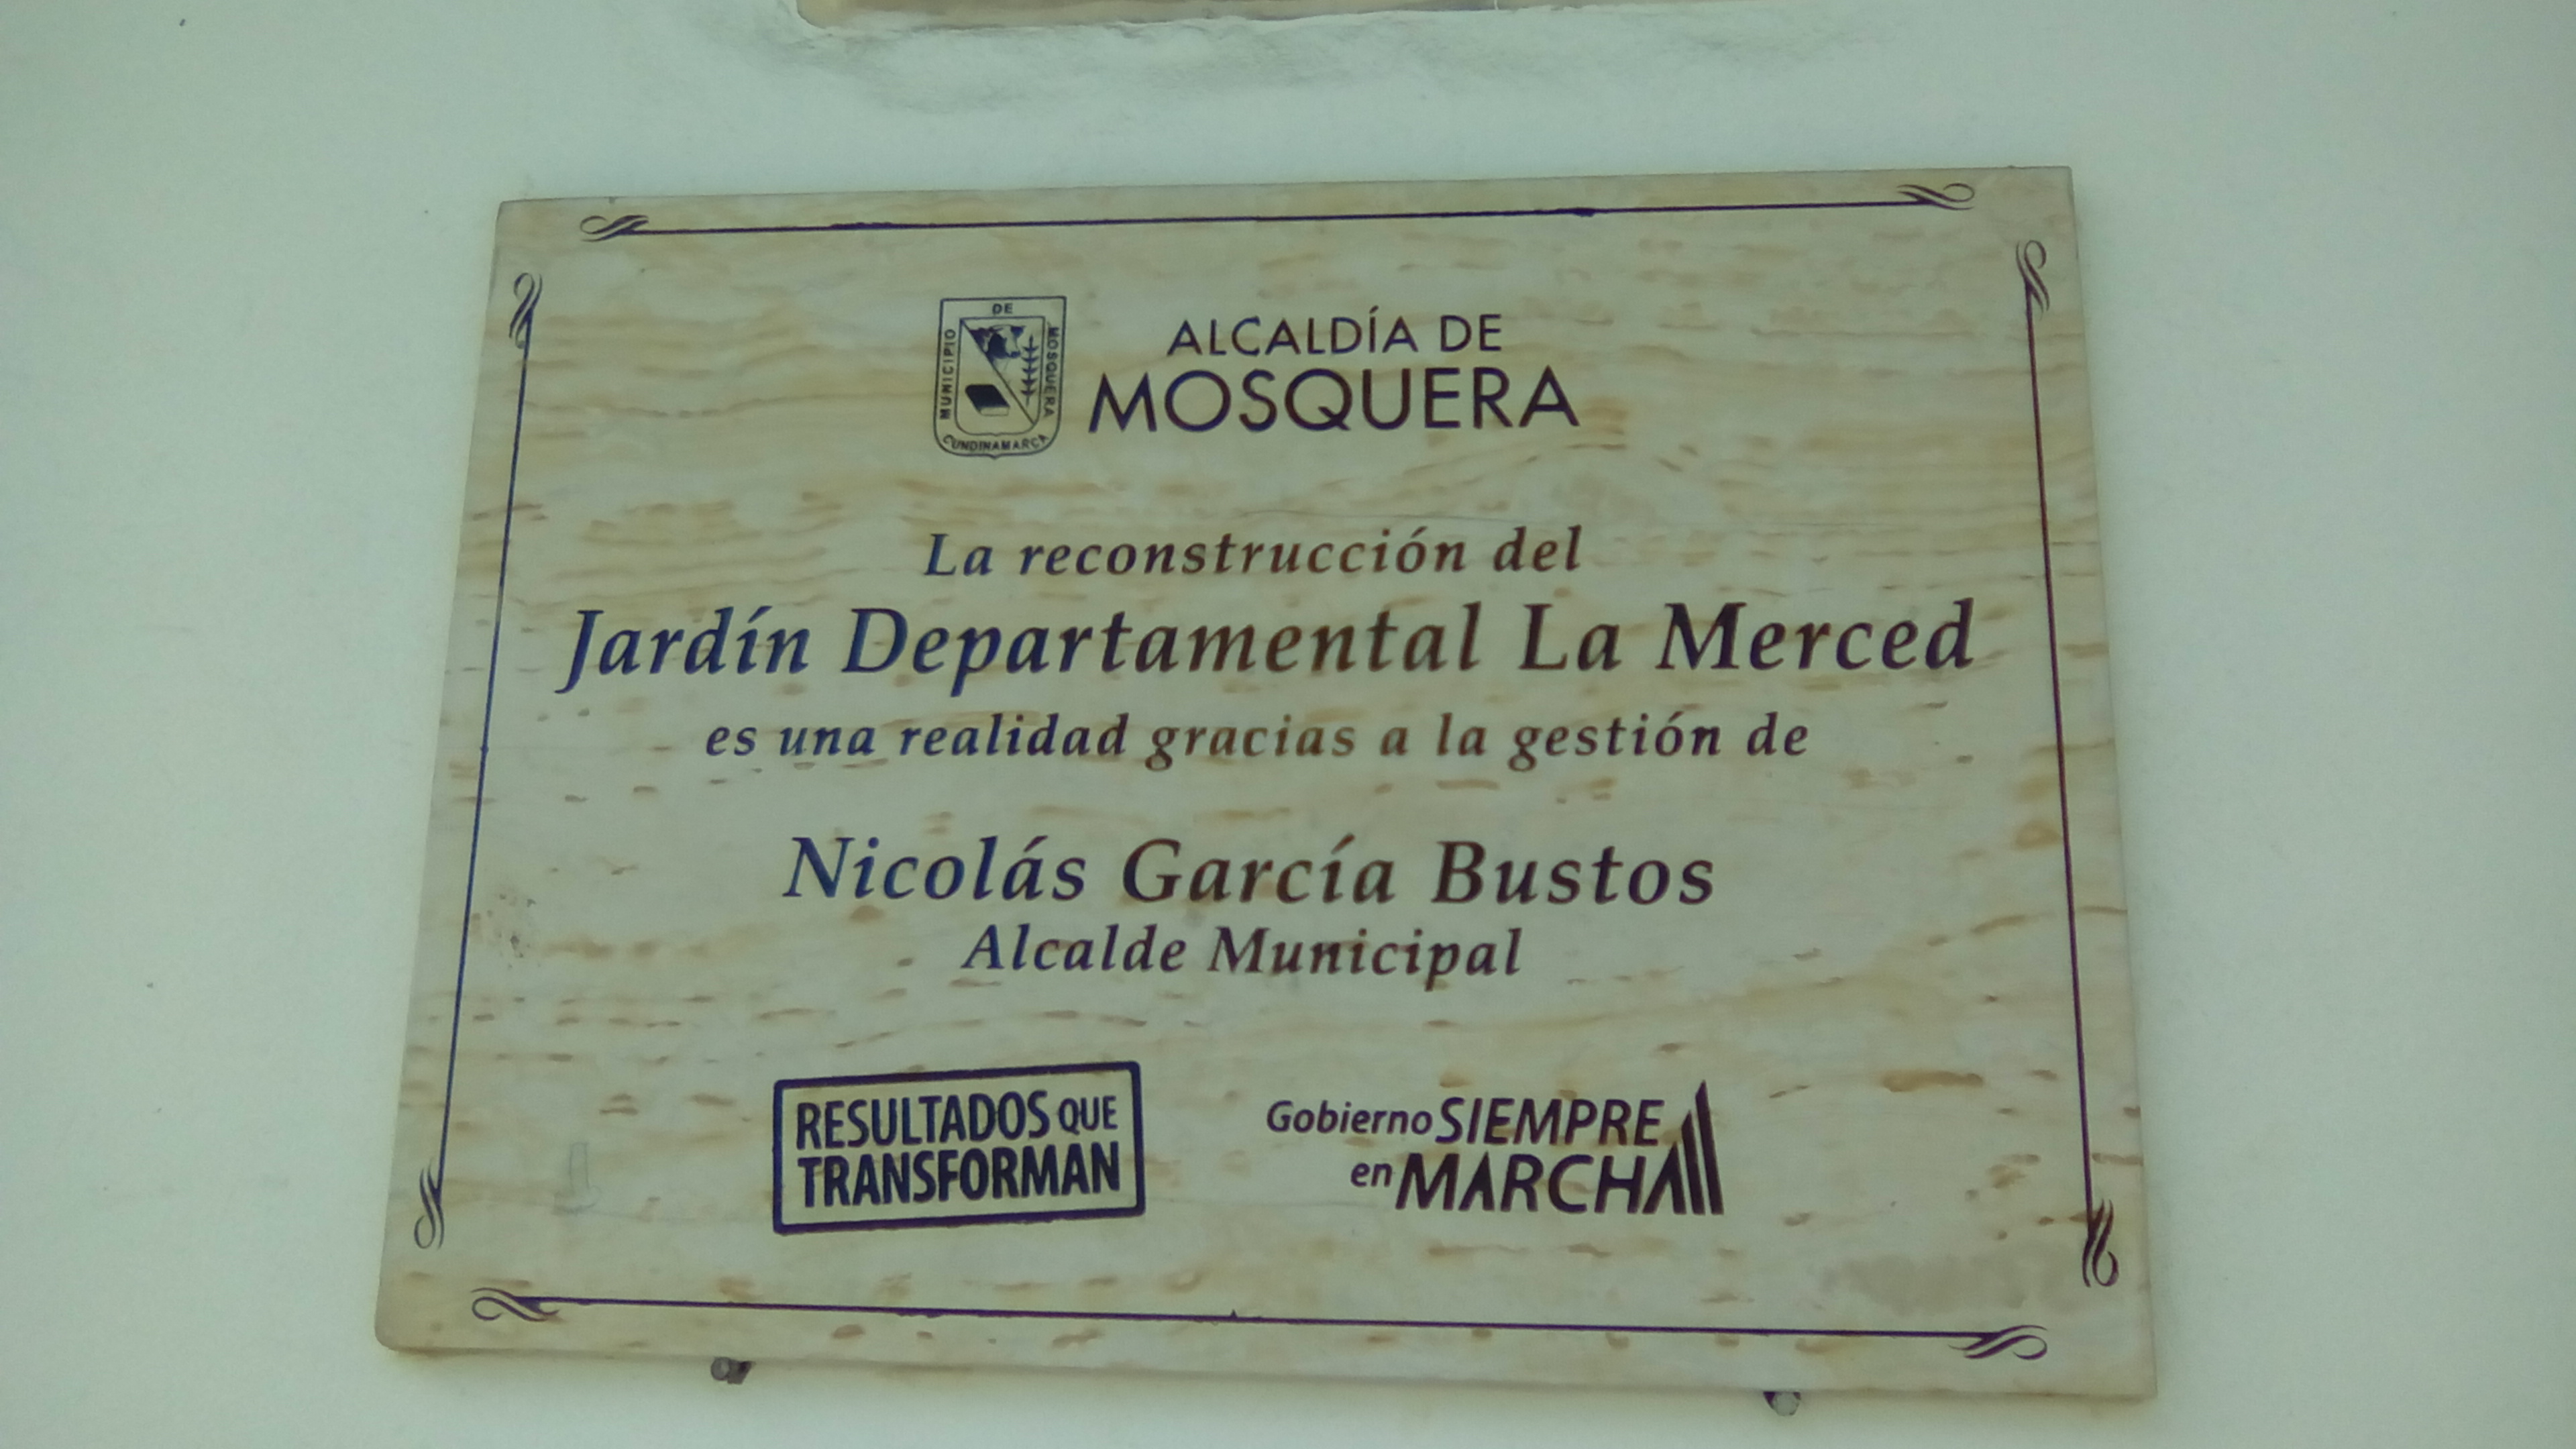 MUNICIPIO DE MOSQUERA
CUNDINAMARCA
ALCALDÍA DE
MOSQUERA
La reconstrucción del
Jardín Departamental La Merced
es una realidad gracias a la gestión de
Nicolás García Bustos
Alcalde Municipal
RESULTADOS QUE
TRANSFORMAN
Gobierno SIEMPRE
en MARCHA